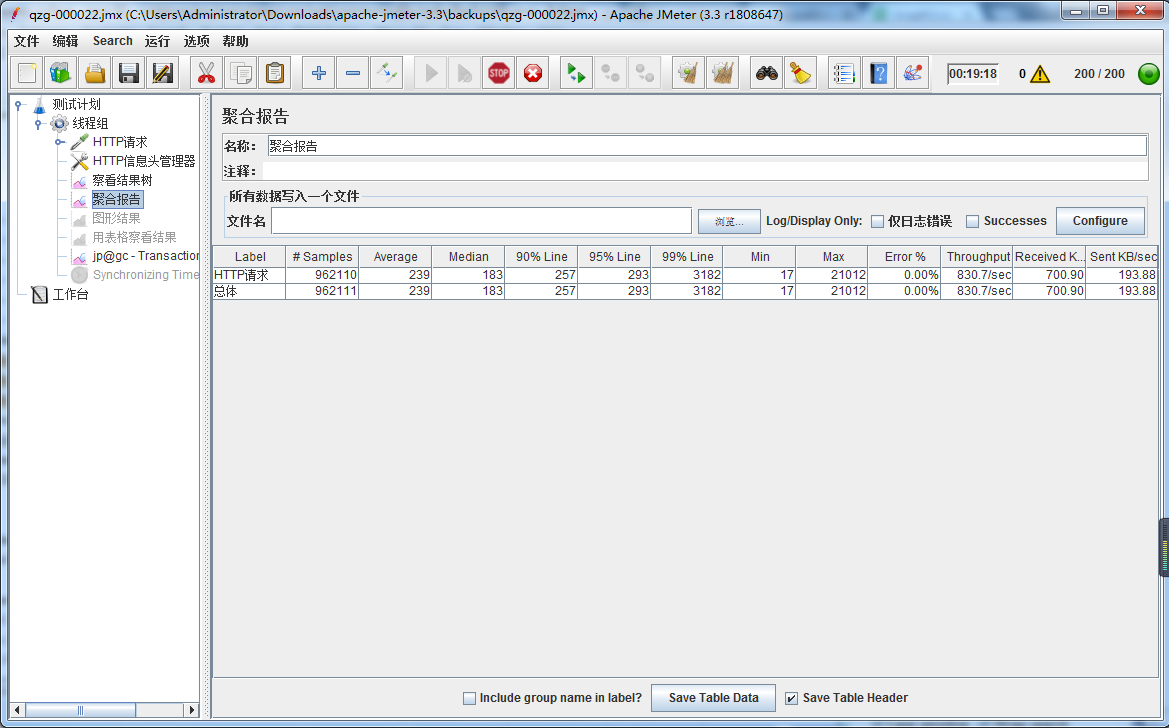 qzg-000022.jmx (C:\Users\Administrator\Downloads\apache-jmeter-3.3\backups\qzg-000022.jmx) - Apache JMeter (3.3 r1808647)
文件 编辑 Search 运行 选项 帮助
STOP 00:19:18 0 200 / 200
测试计划
线程组
HTTP请求
HTTP信息头管理器
察看结果树
聚合报告
图形结果
用表格察看结果
jp@gc - Transaction
Synchronizing Time
工作台
聚合报告
名称： 聚合报告
注释：
所有数据写入一个文件
文件名 浏览... Log/Display Only: 仅日志错误 Successes Configure
Label # Samples Average Median 90% Line 95% Line 99% Line Min Max Error % Throughput Received K... Sent KB/sec
HTTP请求 962110 239 183 257 293 3182 17 21012 0.00% 830.7/sec 700.90 193.88
总体 962111 239 183 257 293 3182 17 21012 0.00% 830.7/sec 700.90 193.88
Include group name in label? Save Table Data Save Table Header